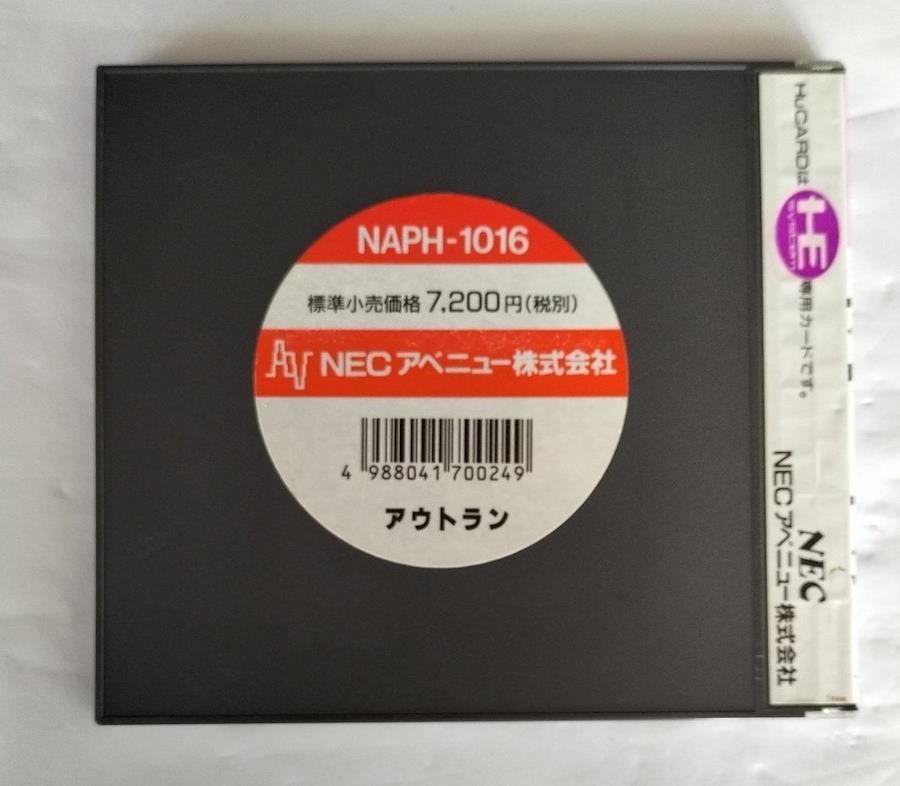 NAPH-1016
標準小売価格 7,200円(税別)
NECアベニュー株式会社
4 988041 700249
アウトラン
HuCARDは HE system 専用カードです。
NEC
NECアベニュー株式会社